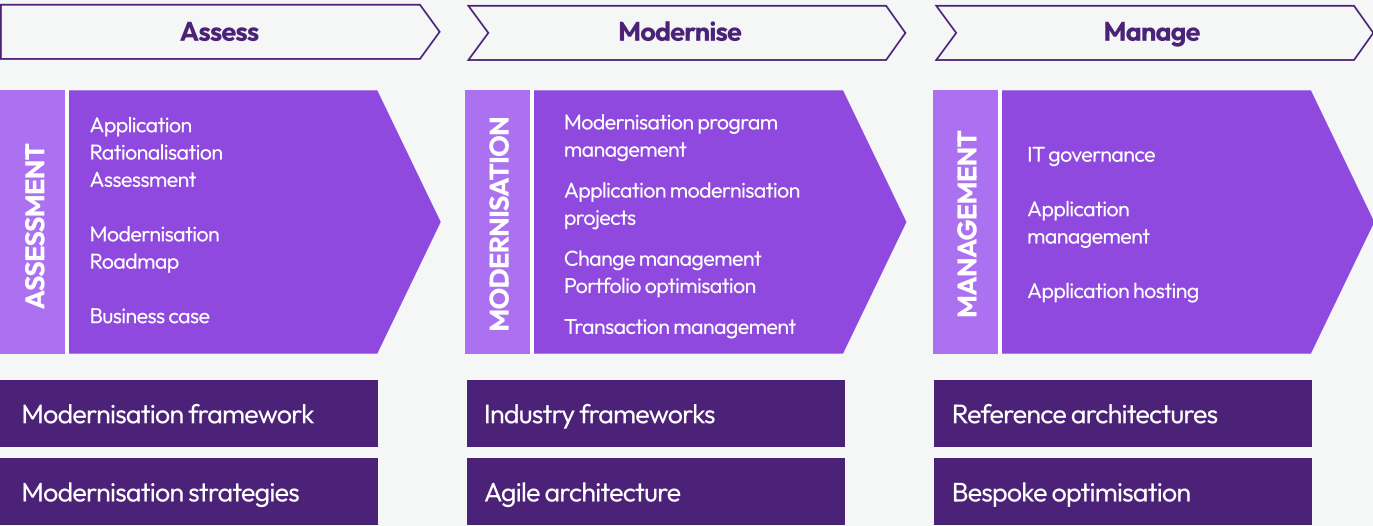 Assess
Modernise
Manage
ASSESSMENT
Application
Rationalisation
Assessment
Modernisation
Roadmap
Business case
MODERNISATION
Modernisation program
management
Application modernisation
projects
Change management
Portfolio optimisation
Transaction management
MANAGEMENT
IT governance
Application
management
Application hosting
Modernisation framework
Industry frameworks
Reference architectures
Modernisation strategies
Agile architecture
Bespoke optimisation